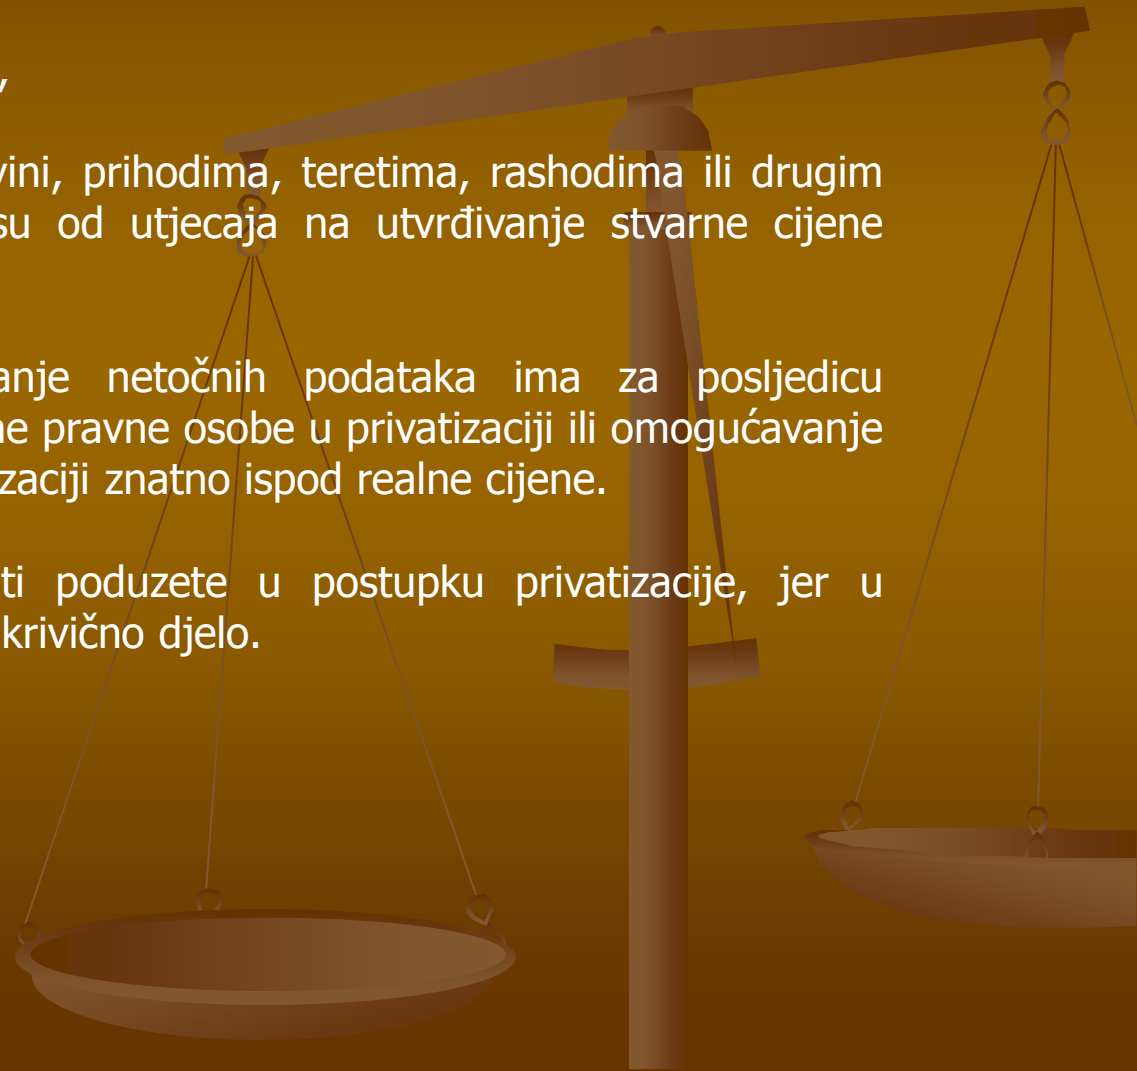 ,
vini, prihodima, teretima, rashodima ili drugim
su od utjecaja na utvrđivanje stvarne cijene
anje netočnih podataka ima za posljedicu
ne pravne osobe u privatizaciji ili omogućavanje
izaciji znatno ispod realne cijene.
ti poduzete u postupku privatizacije, jer u
krivično djelo.